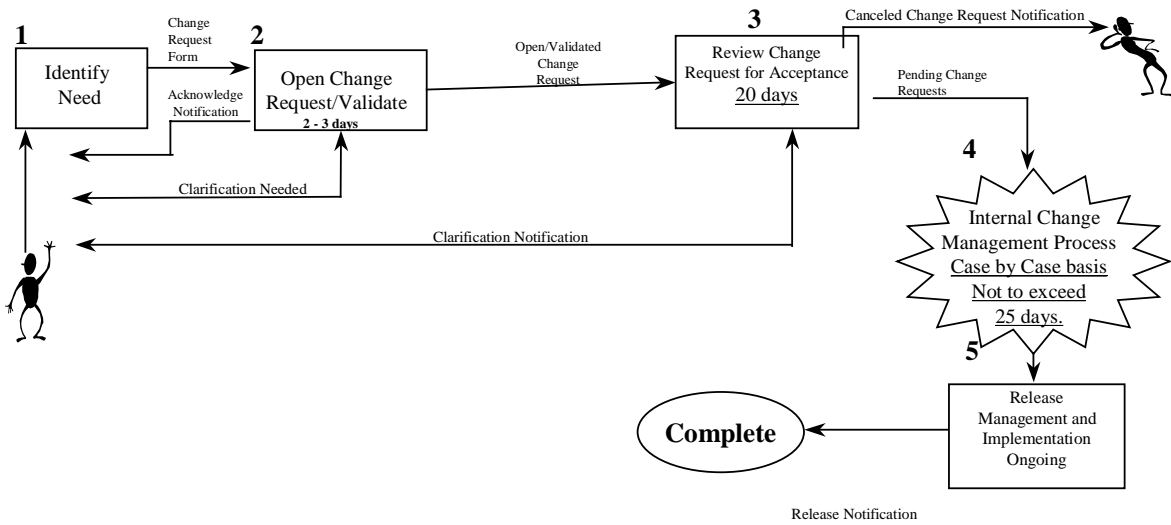 1
Identify
Need
Change
Request
Form
Acknowledge
Notification
2
Open Change
Request/Validate
2 - 3 days
Open/Validated
Change
Request
3
Review Change
Request for Acceptance
20 days
Canceled Change Request Notification
Pending Change
Requests
Clarification Needed
Clarification Notification
4
Internal Change
Management Process
Case by Case basis
Not to exceed
25 days.
5
Release
Management and
Implementation
Ongoing
Complete
Release Notification